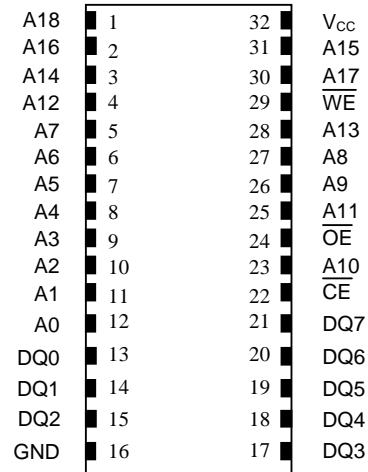 A18 1 32 VCC
A16 2 31 A15
A14 3 30 A17
A12 4 29 WE
A7 5 28 A13
A6 6 27 A8
A5 7 26 A9
A4 8 25 A11
A3 9 24 OE
A2 10 23 A10
A1 11 22 CE
A0 12 21 DQ7
DQ0 13 20 DQ6
DQ1 14 19 DQ5
DQ2 15 18 DQ4
GND 16 17 DQ3